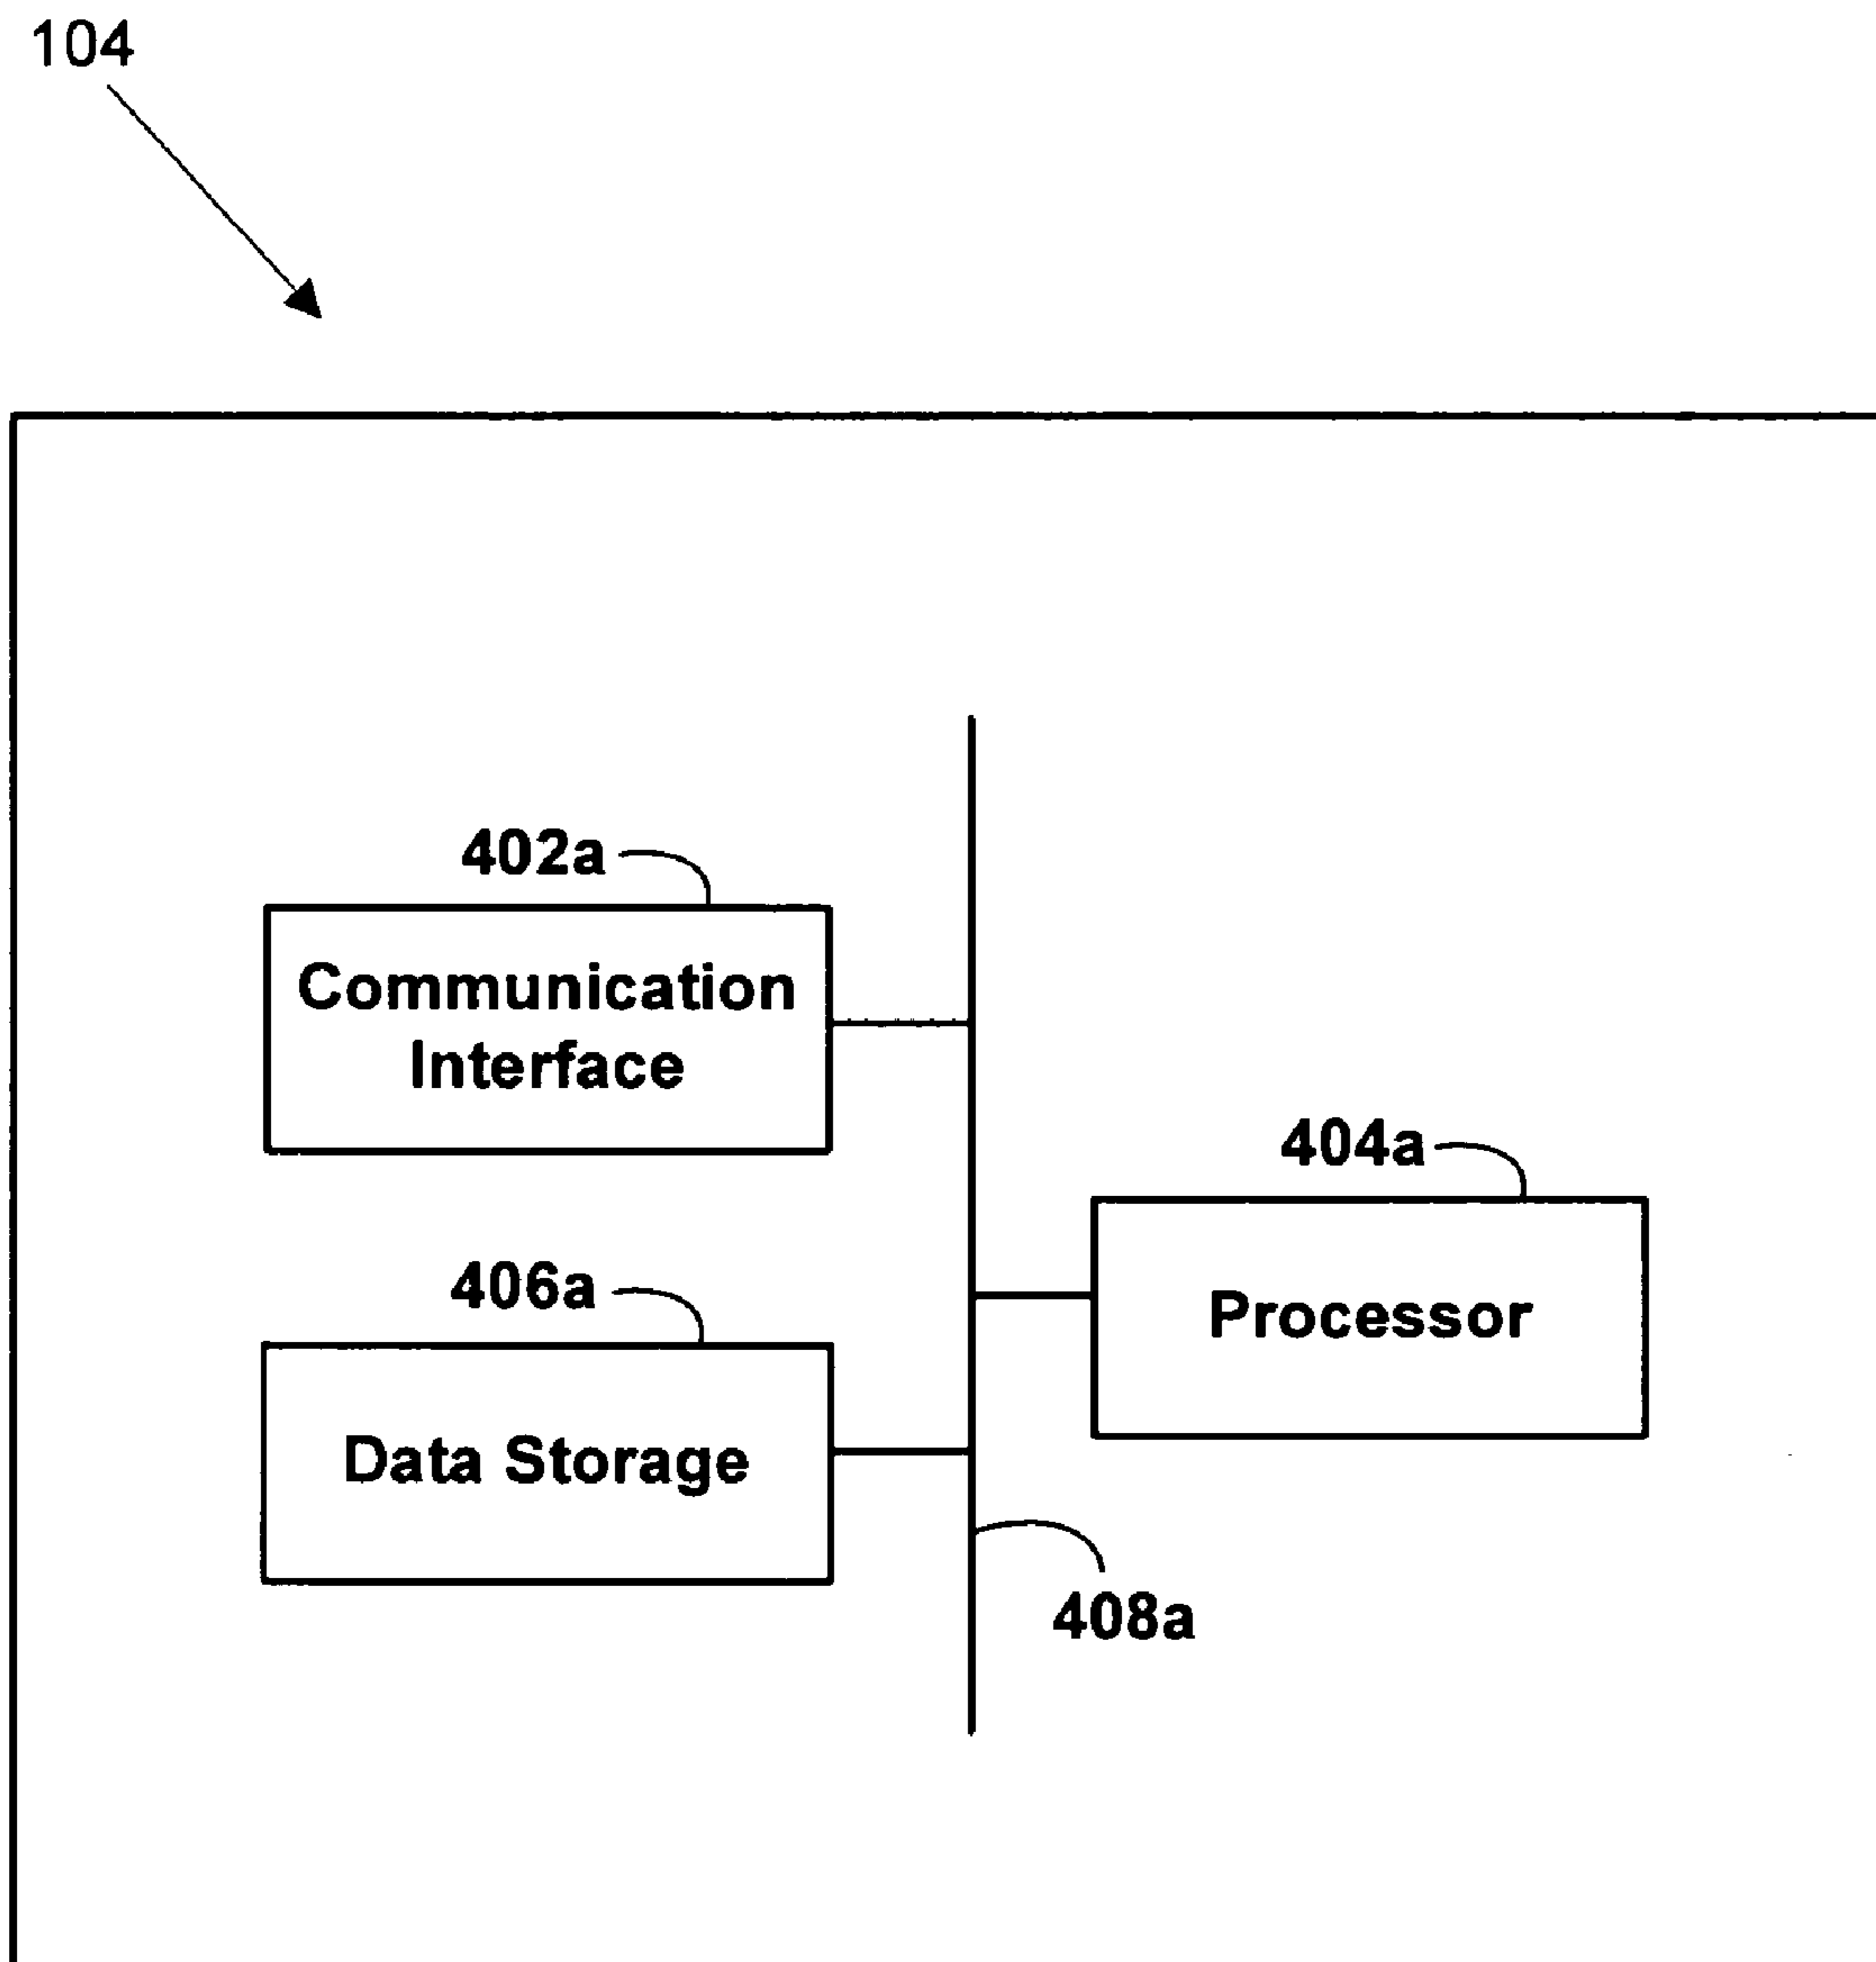 104
402a
Communication
Interface
404a
406a
Processor
Data Storage
408a